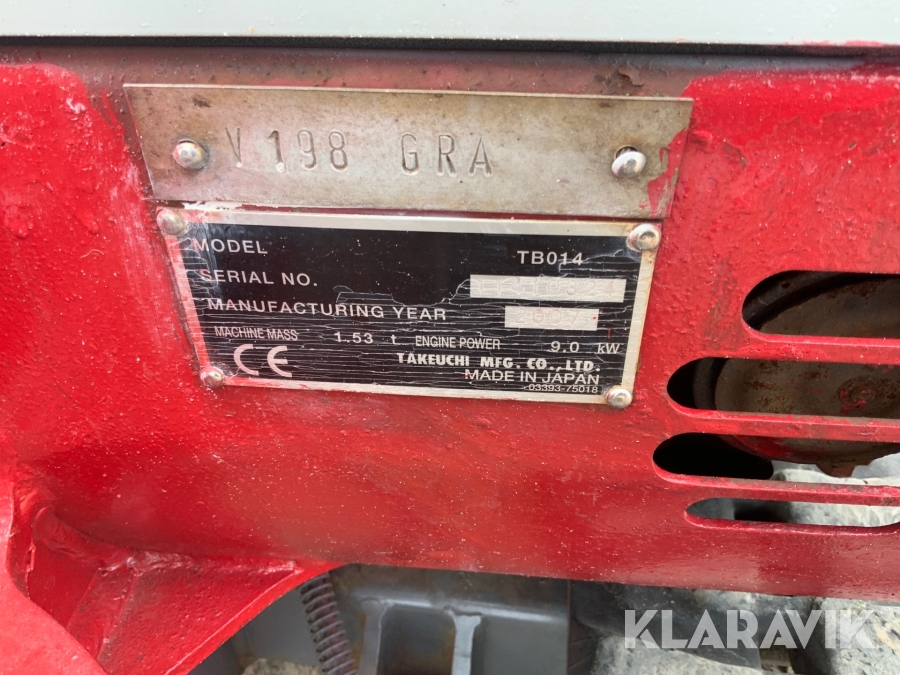 V 198 GRA
MODEL TB014
SERIAL NO.
MANUFACTURING YEAR
MACHINE MASS 1.53 t ENGINE POWER 9.0 kW
CE TAKEUCHI MFG. CO., LTD.
MADE IN JAPAN
03393-75018
KLARAVIK